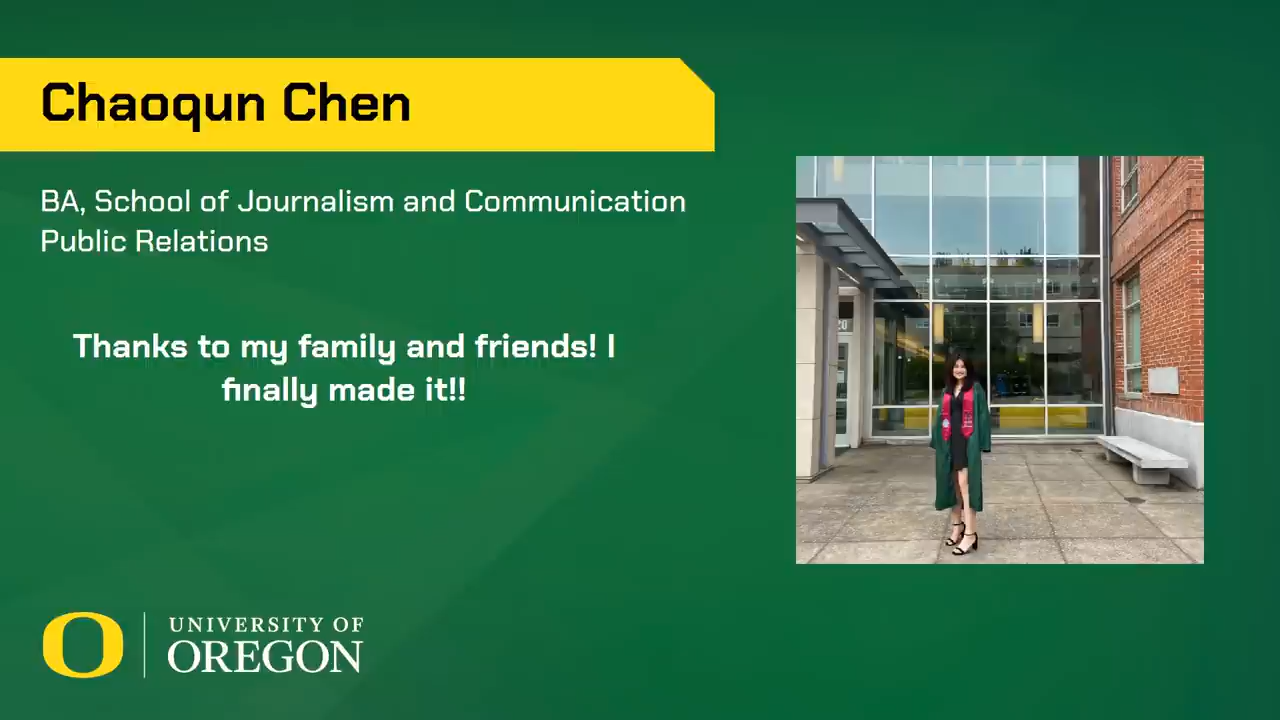 Chaoqun Chen
BA, School of Journalism and Communication
Public Relations
Thanks to my family and friends! I
finally made it!!
20
O
UNIVERSITY OF
OREGON